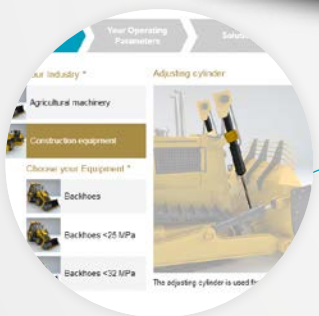 Your Operating
Parameters
Solu
our Industry *
Adjusting cylinder
Agricultural machinery
Construction equipment
Choose your Equipment *
Backhoes
Backhoes <25 MPa
Backhoes <32 MPa
The adjusting cylinder is used